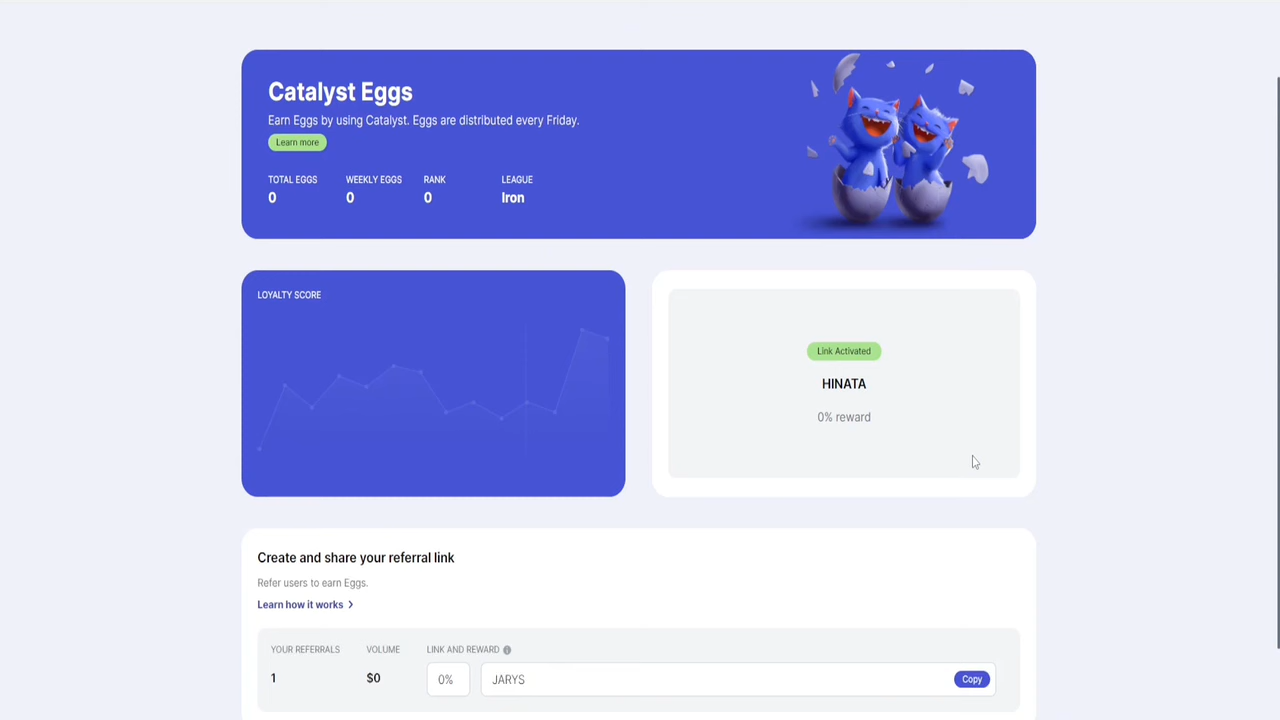 Catalyst Eggs
Earn Eggs by using Catalyst. Eggs are distributed every Friday.
Learn more
TOTAL EGGS WEEKLY EGGS RANK LEAGUE
0 0 0 Iron
LOYALTY SCORE
Link Activated
HINATA
0% reward
Create and share your referral link
Refer users to earn Eggs.
Learn how it works
YOUR REFERRALS VOLUME LINK AND REWARD
1 $0 0% JARYS Copy